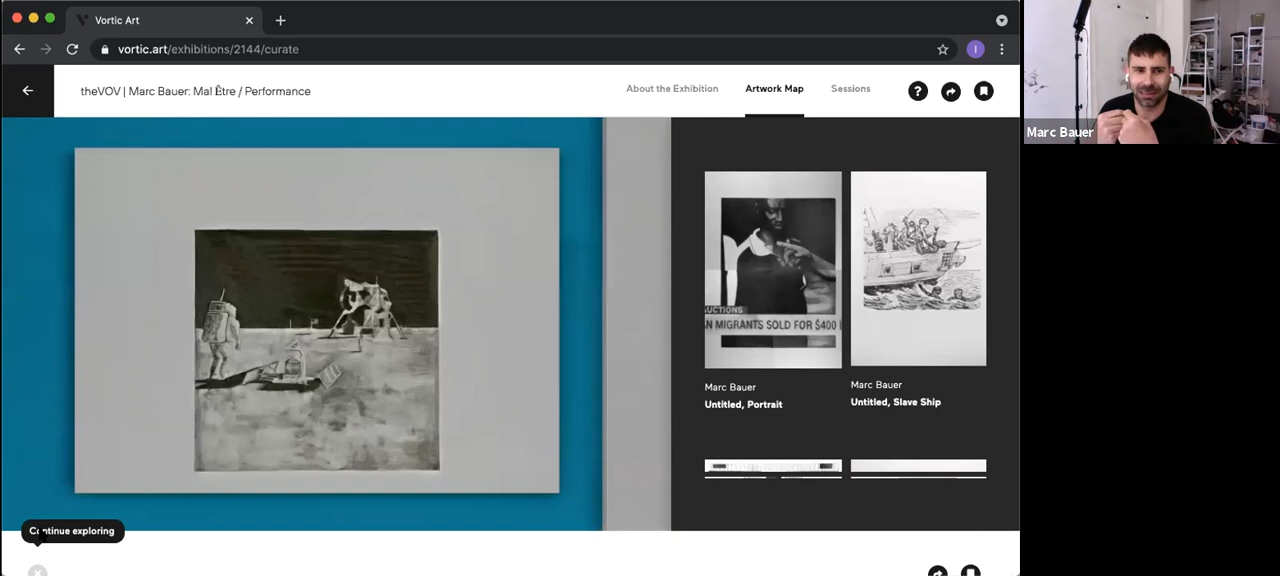 Vortic Art
vortic.art/exhibitions/2144/curate
I
theVOV | Marc Bauer: Mal Être / Performance
About the Exhibition
Artwork Map
Sessions
?
Marc Bauer
UCTIONS
N MIGRANTS SOLD FOR $400
Marc Bauer
Untitled, Portrait
Marc Bauer
Untitled, Slave Ship
Continue exploring